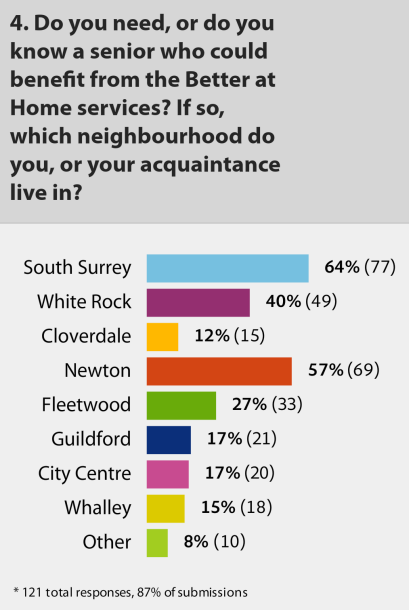 4. Do you need, or do you
know a senior who could
benefit from the Better at
Home services? If so,
which neighbourhood do
you, or your acquaintance
live in?
South Surrey 64% (77)
White Rock 40% (49)
Cloverdale 12% (15)
Newton 57% (69)
Fleetwood 27% (33)
Guildford 17% (21)
City Centre 17% (20)
Whalley 15% (18)
Other 8% (10)
* 121 total responses, 87% of submissions